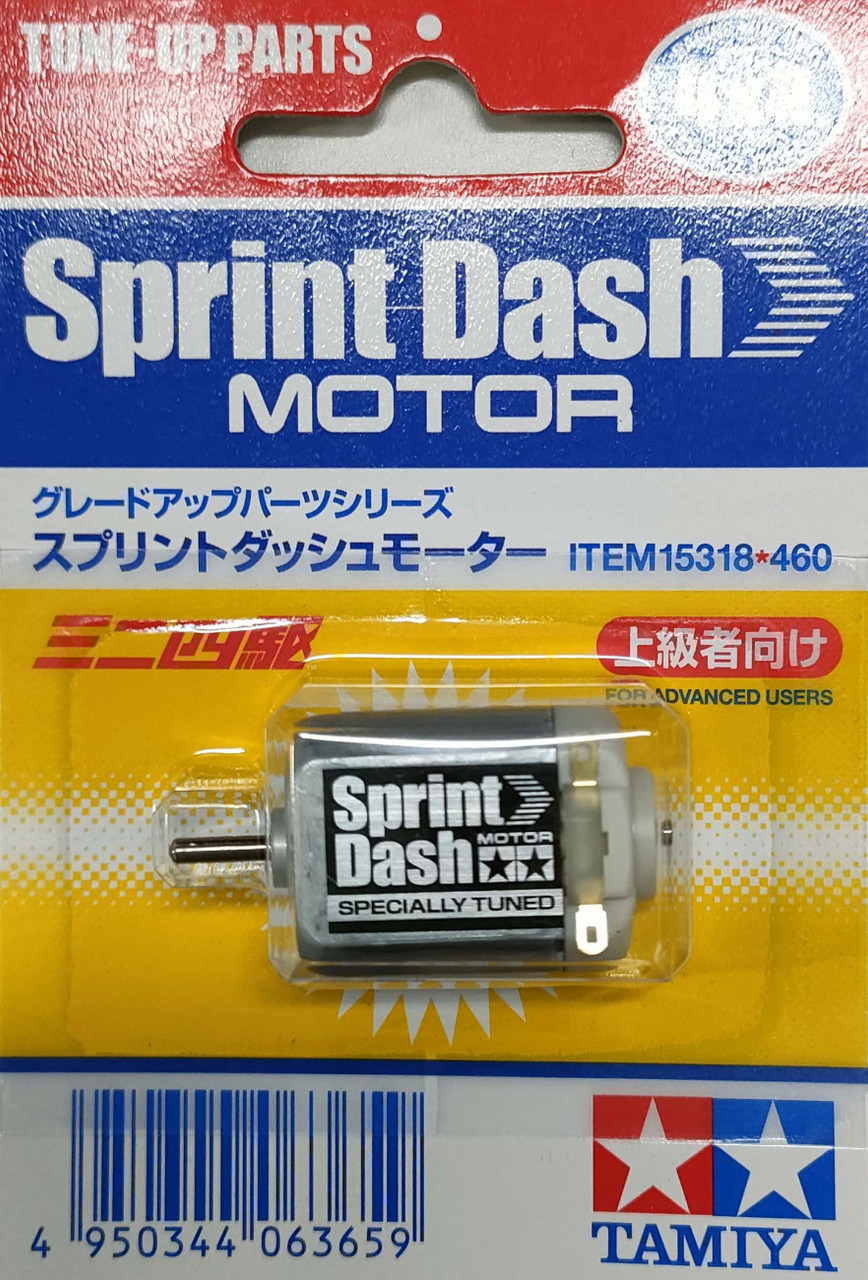 TUNE-UP PARTS
Sprint Dash
MOTOR
グレードアップパーツシリーズ
スプリントダッシュモーター ITEM15318*460
ミニ四駆
上級者向け
FOR ADVANCED USERS
Sprint
Dash MOTOR
SPECIALLY TUNED
4 950344 063659
TAMIYA